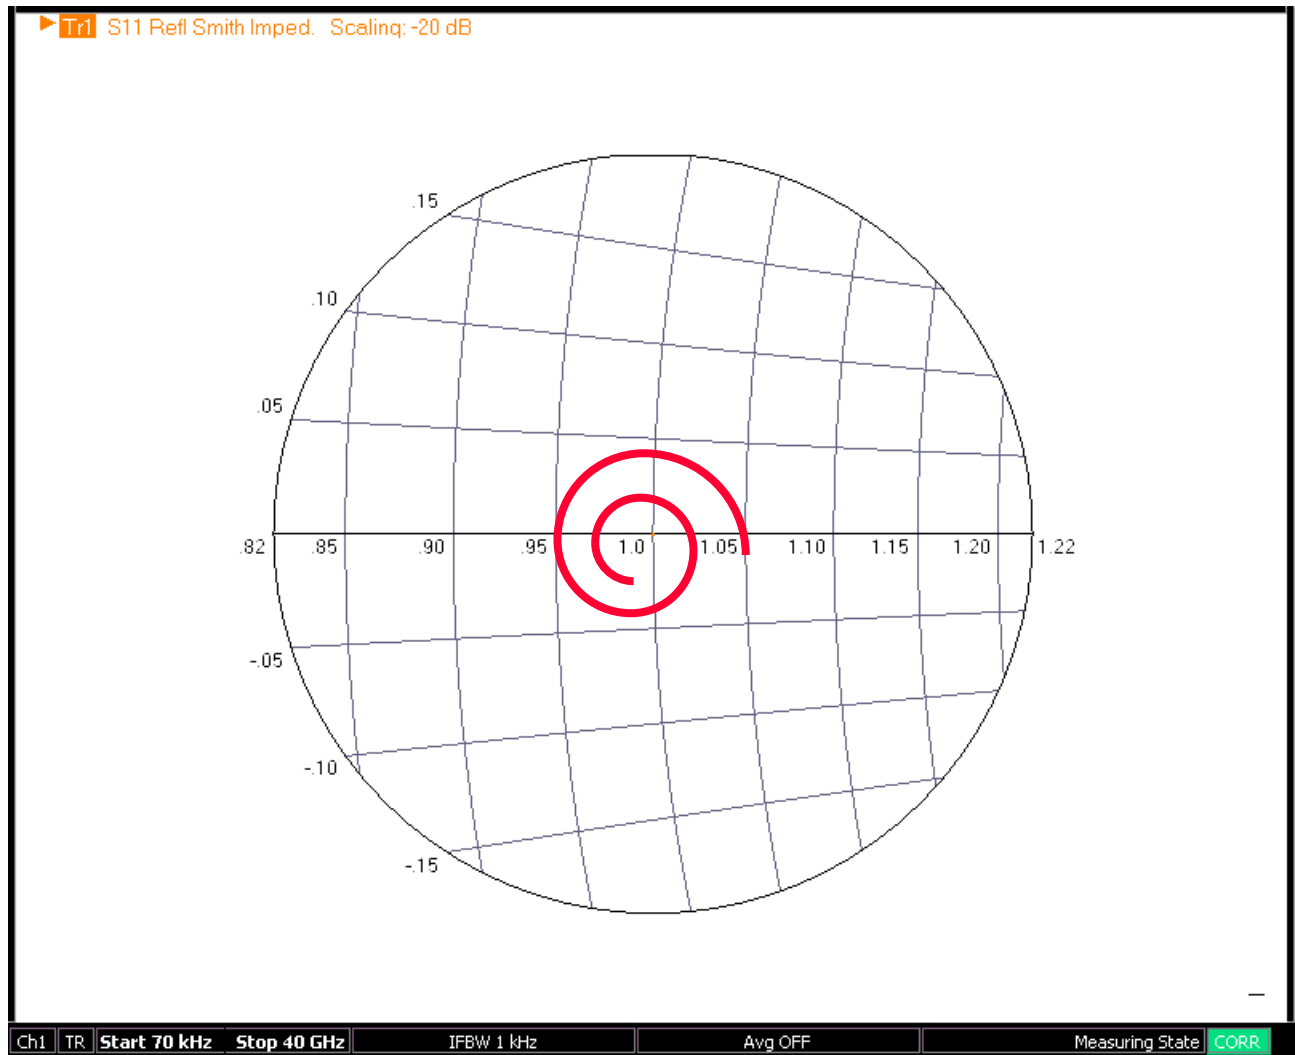 Tr1 S11 Refl Smith Imped. Scaling: -20 dB
.15
.10
.05
.82 .85 .90 .95 1.0 1.05 1.10 1.15 1.20 1.22
-.05
-.10
-.15
Ch1 TR Start 70 kHz Stop 40 GHz IFBW 1 kHz Avg OFF Measuring State CORR